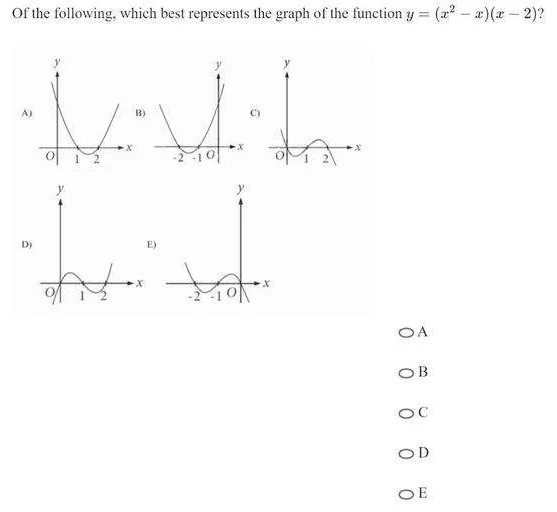 Of the following, which best represents the graph of the function y = (x² − x)(x − 2)?
A) y x O 1 2
B) y x -2 -1 O
C) y x O 1 2
D) y x O 1 2
E) y x -2 -1 O
A
B
C
D
E